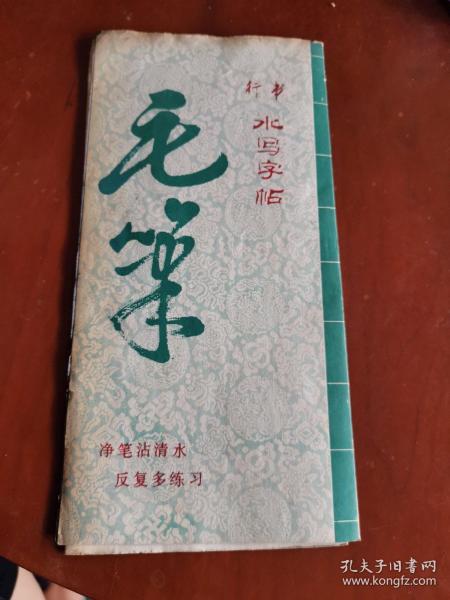 行书
水写字帖
毛笔
净笔沾清水
反复多练习
孔夫子旧书网
www.kongfz.com